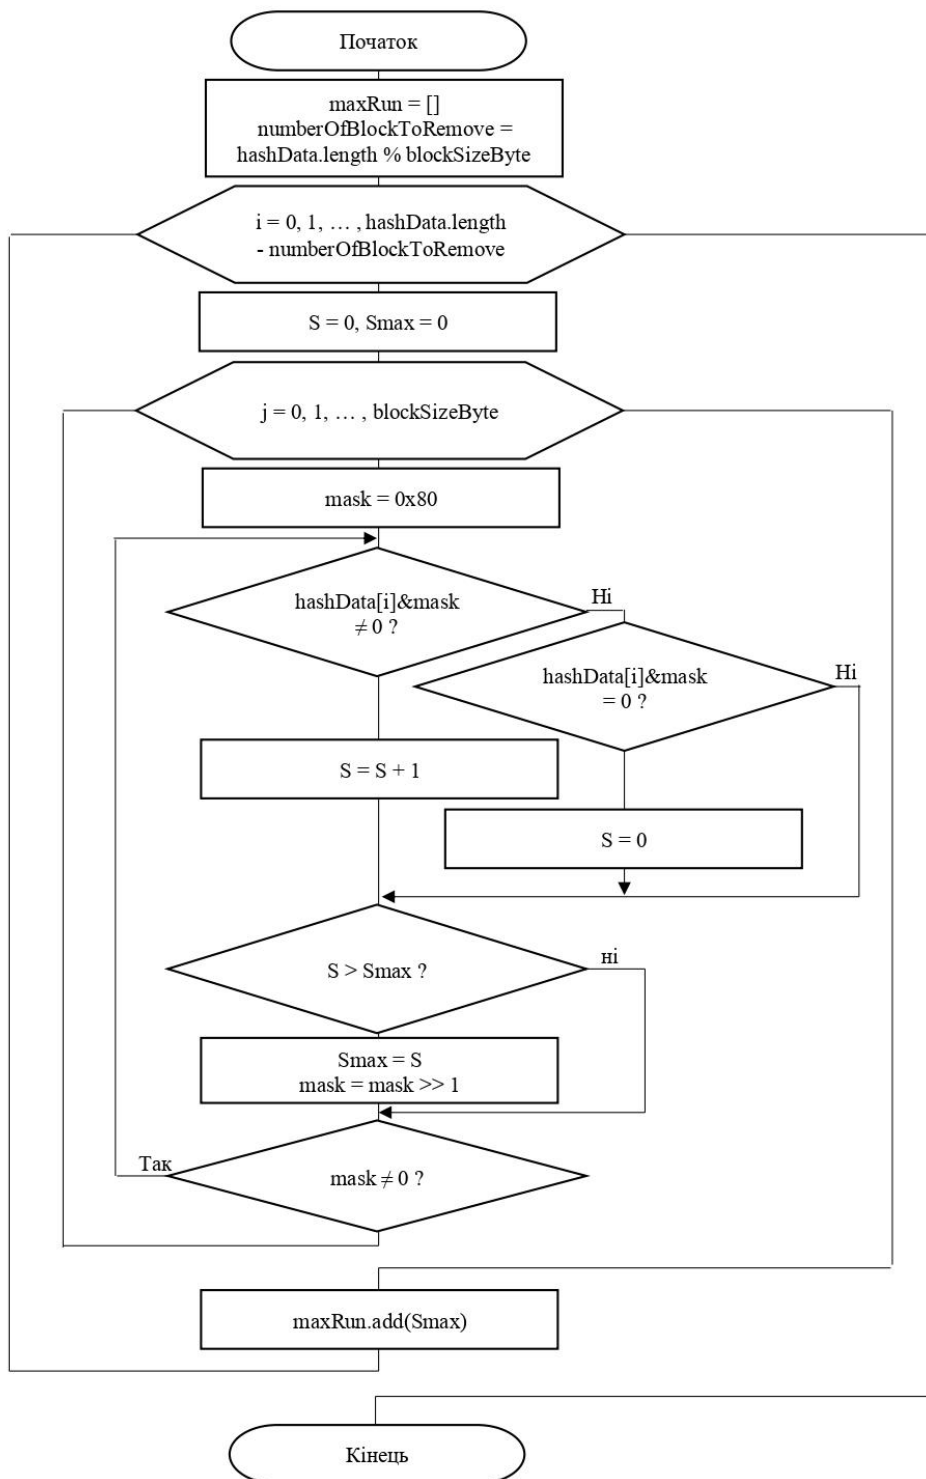 Початок
maxRun = []
numberOfBlockToRemove =
hashData.length % blockSizeByte
i = 0, 1, … , hashData.length
- numberOfBlockToRemove
S = 0, Smax = 0
j = 0, 1, … , blockSizeByte
mask = 0x80
hashData[i]&mask
≠ 0 ?
Ні
hashData[i]&mask
= 0 ?
Ні
S = S + 1
S = 0
S > Smax ?
ні
Smax = S
mask = mask >> 1
Так
mask ≠ 0 ?
maxRun.add(Smax)
Кінець